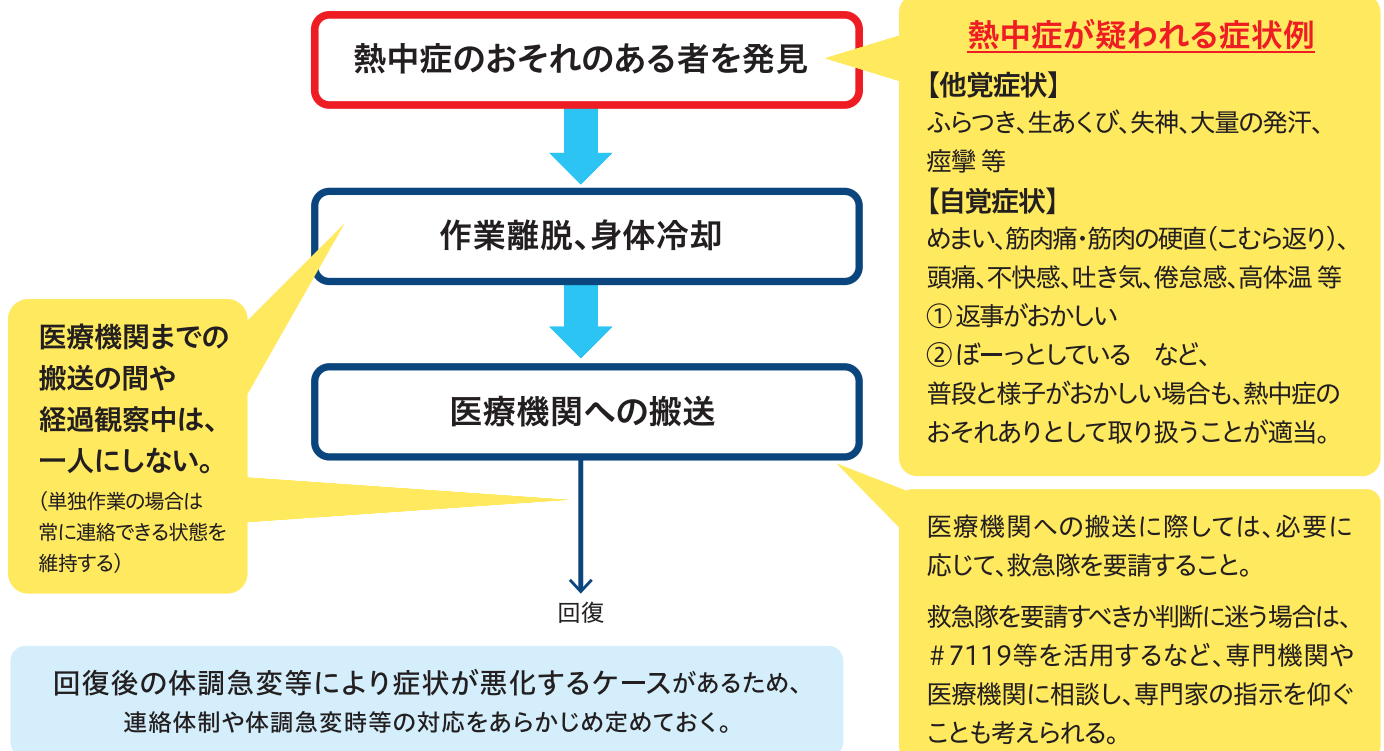 熱中症のおそれのある者を発見
熱中症が疑われる症状例
【他覚症状】
ふらつき、生あくび、失神、大量の発汗、
痙攣 等
【自覚症状】
めまい、筋肉痛・筋肉の硬直（こむら返り）、
頭痛、不快感、吐き気、倦怠感、高体温 等
①返事がおかしい
②ぼーっとしている　など、
普段と様子がおかしい場合も、熱中症の
おそれありとして取り扱うことが適当。
作業離脱、身体冷却
医療機関までの
搬送の間や
経過観察中は、
一人にしない。
（単独作業の場合は
常に連絡できる状態を
維持する）
医療機関への搬送
医療機関への搬送に際しては、必要に
応じて、救急隊を要請すること。
救急隊を要請すべきか判断に迷う場合は、
#7119等を活用するなど、専門機関や
医療機関に相談し、専門家の指示を仰ぐ
ことも考えられる。
回復
回復後の体調急変等により症状が悪化するケースがあるため、
連絡体制や体調急変時等の対応をあらかじめ定めておく。